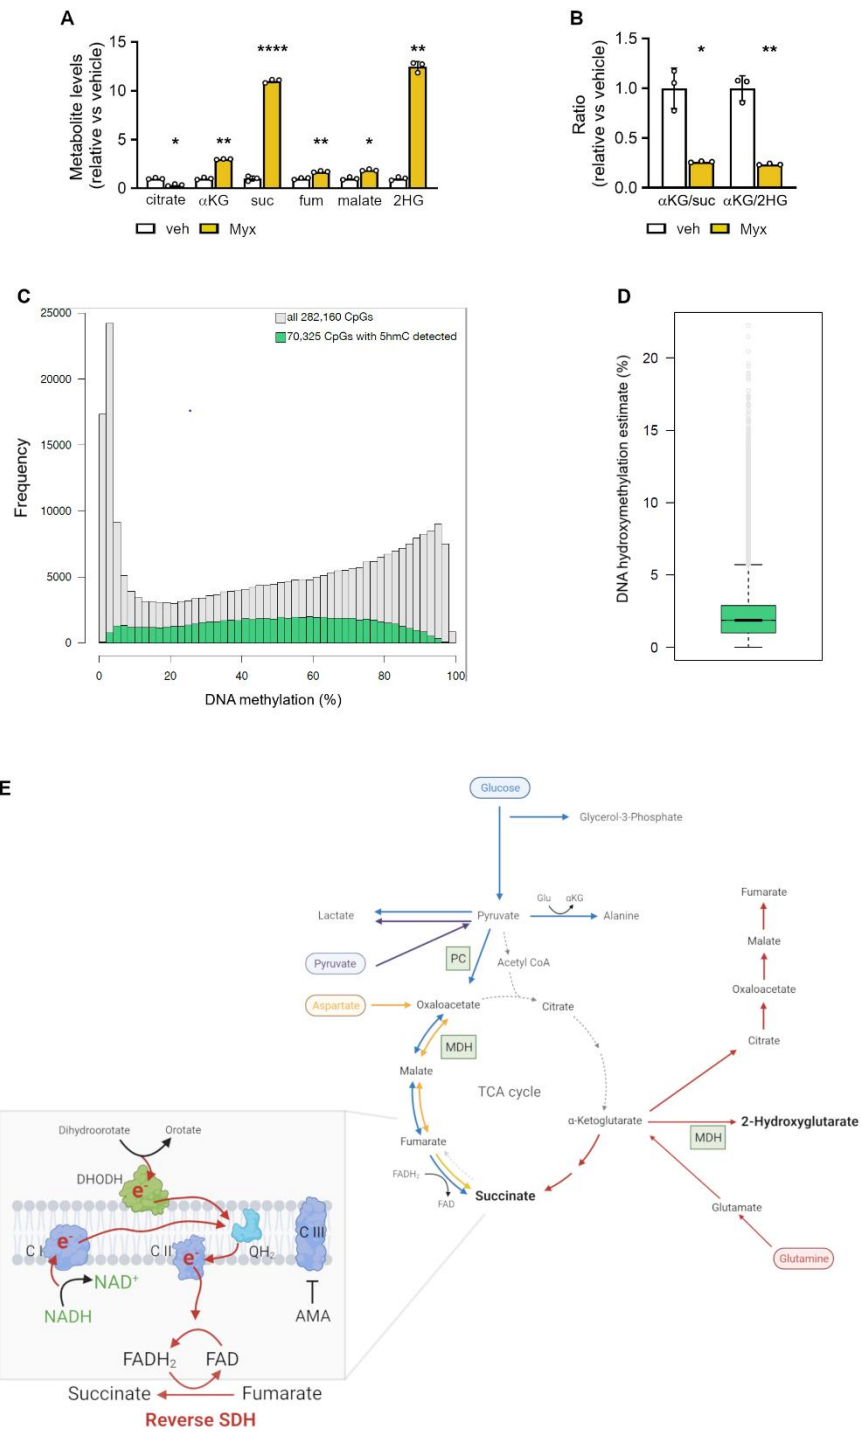 A
B
Metabolite levels
(relative vs vehicle)
15
10
5
0
*
**
****
**
*
**
citrate αKG suc fum malate 2HG
veh Myx
Ratio
(relative vs vehicle)
1.5
1.0
0.5
0.0
*
**
αKG/suc αKG/2HG
veh Myx
C
Frequency
25000
20000
15000
10000
5000
0
all 282,160 CpGs
70,325 CpGs with 5hmC detected
0 20 40 60 80 100
DNA methylation (%)
D
DNA hydroxymethylation estimate (%)
20
15
10
5
0
E
Glucose
Glycerol-3-Phosphate
Lactate
Pyruvate
Glu αKG
Alanine
Pyruvate
PC
Acetyl CoA
Aspartate
Oxaloacetate
Citrate
MDH
Malate
TCA cycle
Fumarate
FADH₂
FAD
Succinate
α-Ketoglutarate
Fumarate
Malate
Oxaloacetate
Citrate
2-Hydroxyglutarate
MDH
Glutamate
Glutamine
Dihydroorotate
Orotate
DHODH
e⁻
C I
e⁻
C II
e⁻
QH₂
C III
NAD⁺
NADH
AMA
FADH₂ FAD
Succinate Fumarate
Reverse SDH